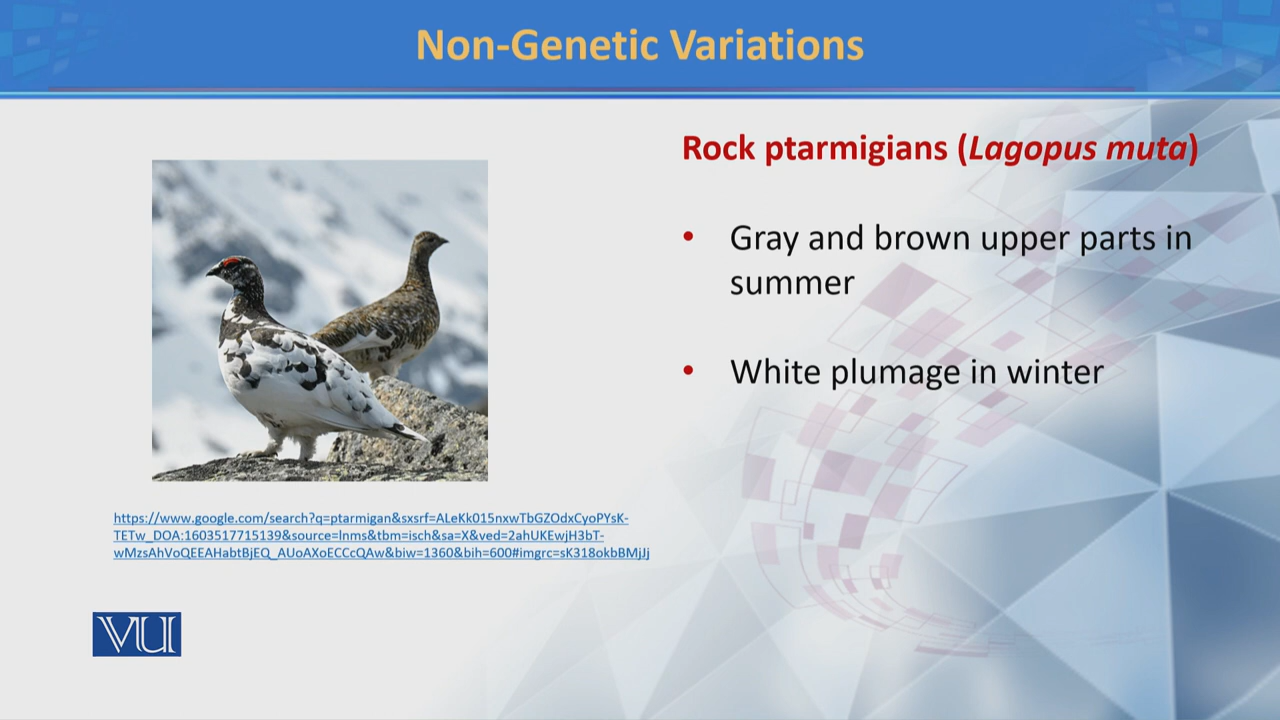 Non-Genetic Variations
Rock ptarmigians (Lagopus muta)
• Gray and brown upper parts in
summer
• White plumage in winter
https://www.google.com/search?q=ptarmigan&sxsrf=ALeKk015nxwTbGZOdxCyoPYsK-
TETw_DOA:1603517715139&source=lnms&tbm=isch&sa=X&ved=2ahUKEwjH3bT-
wMzsAhVoQEEAHabtBjEQ_AUoAXoECCcQAw&biw=1360&bih=600#imgrc=sK318okbBMjJj
VU